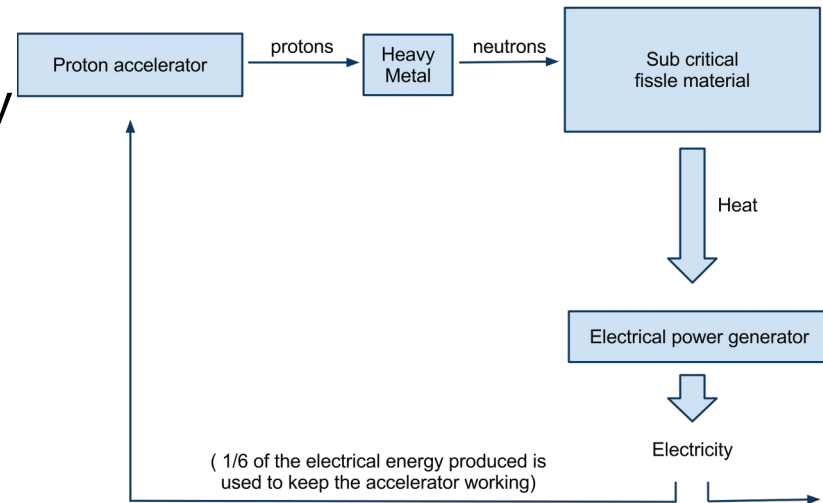 Proton accelerator
protons
Heavy
Metal
neutrons
Sub critical
fissle material
Heat
Electrical power generator
Electricity
( 1/6 of the electrical energy produced is
used to keep the accelerator working)